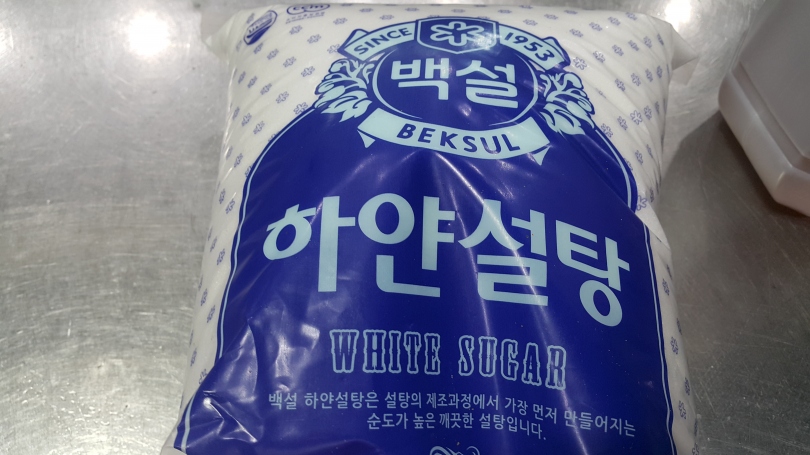 CCM
SINCE 1953
백설
BEKSUL
하얀설탕
WHITE SUGAR
백설 하얀설탕은 설탕의 제조과정에서 가장 먼저 만들어지는
순도가 높은 깨끗한 설탕입니다.